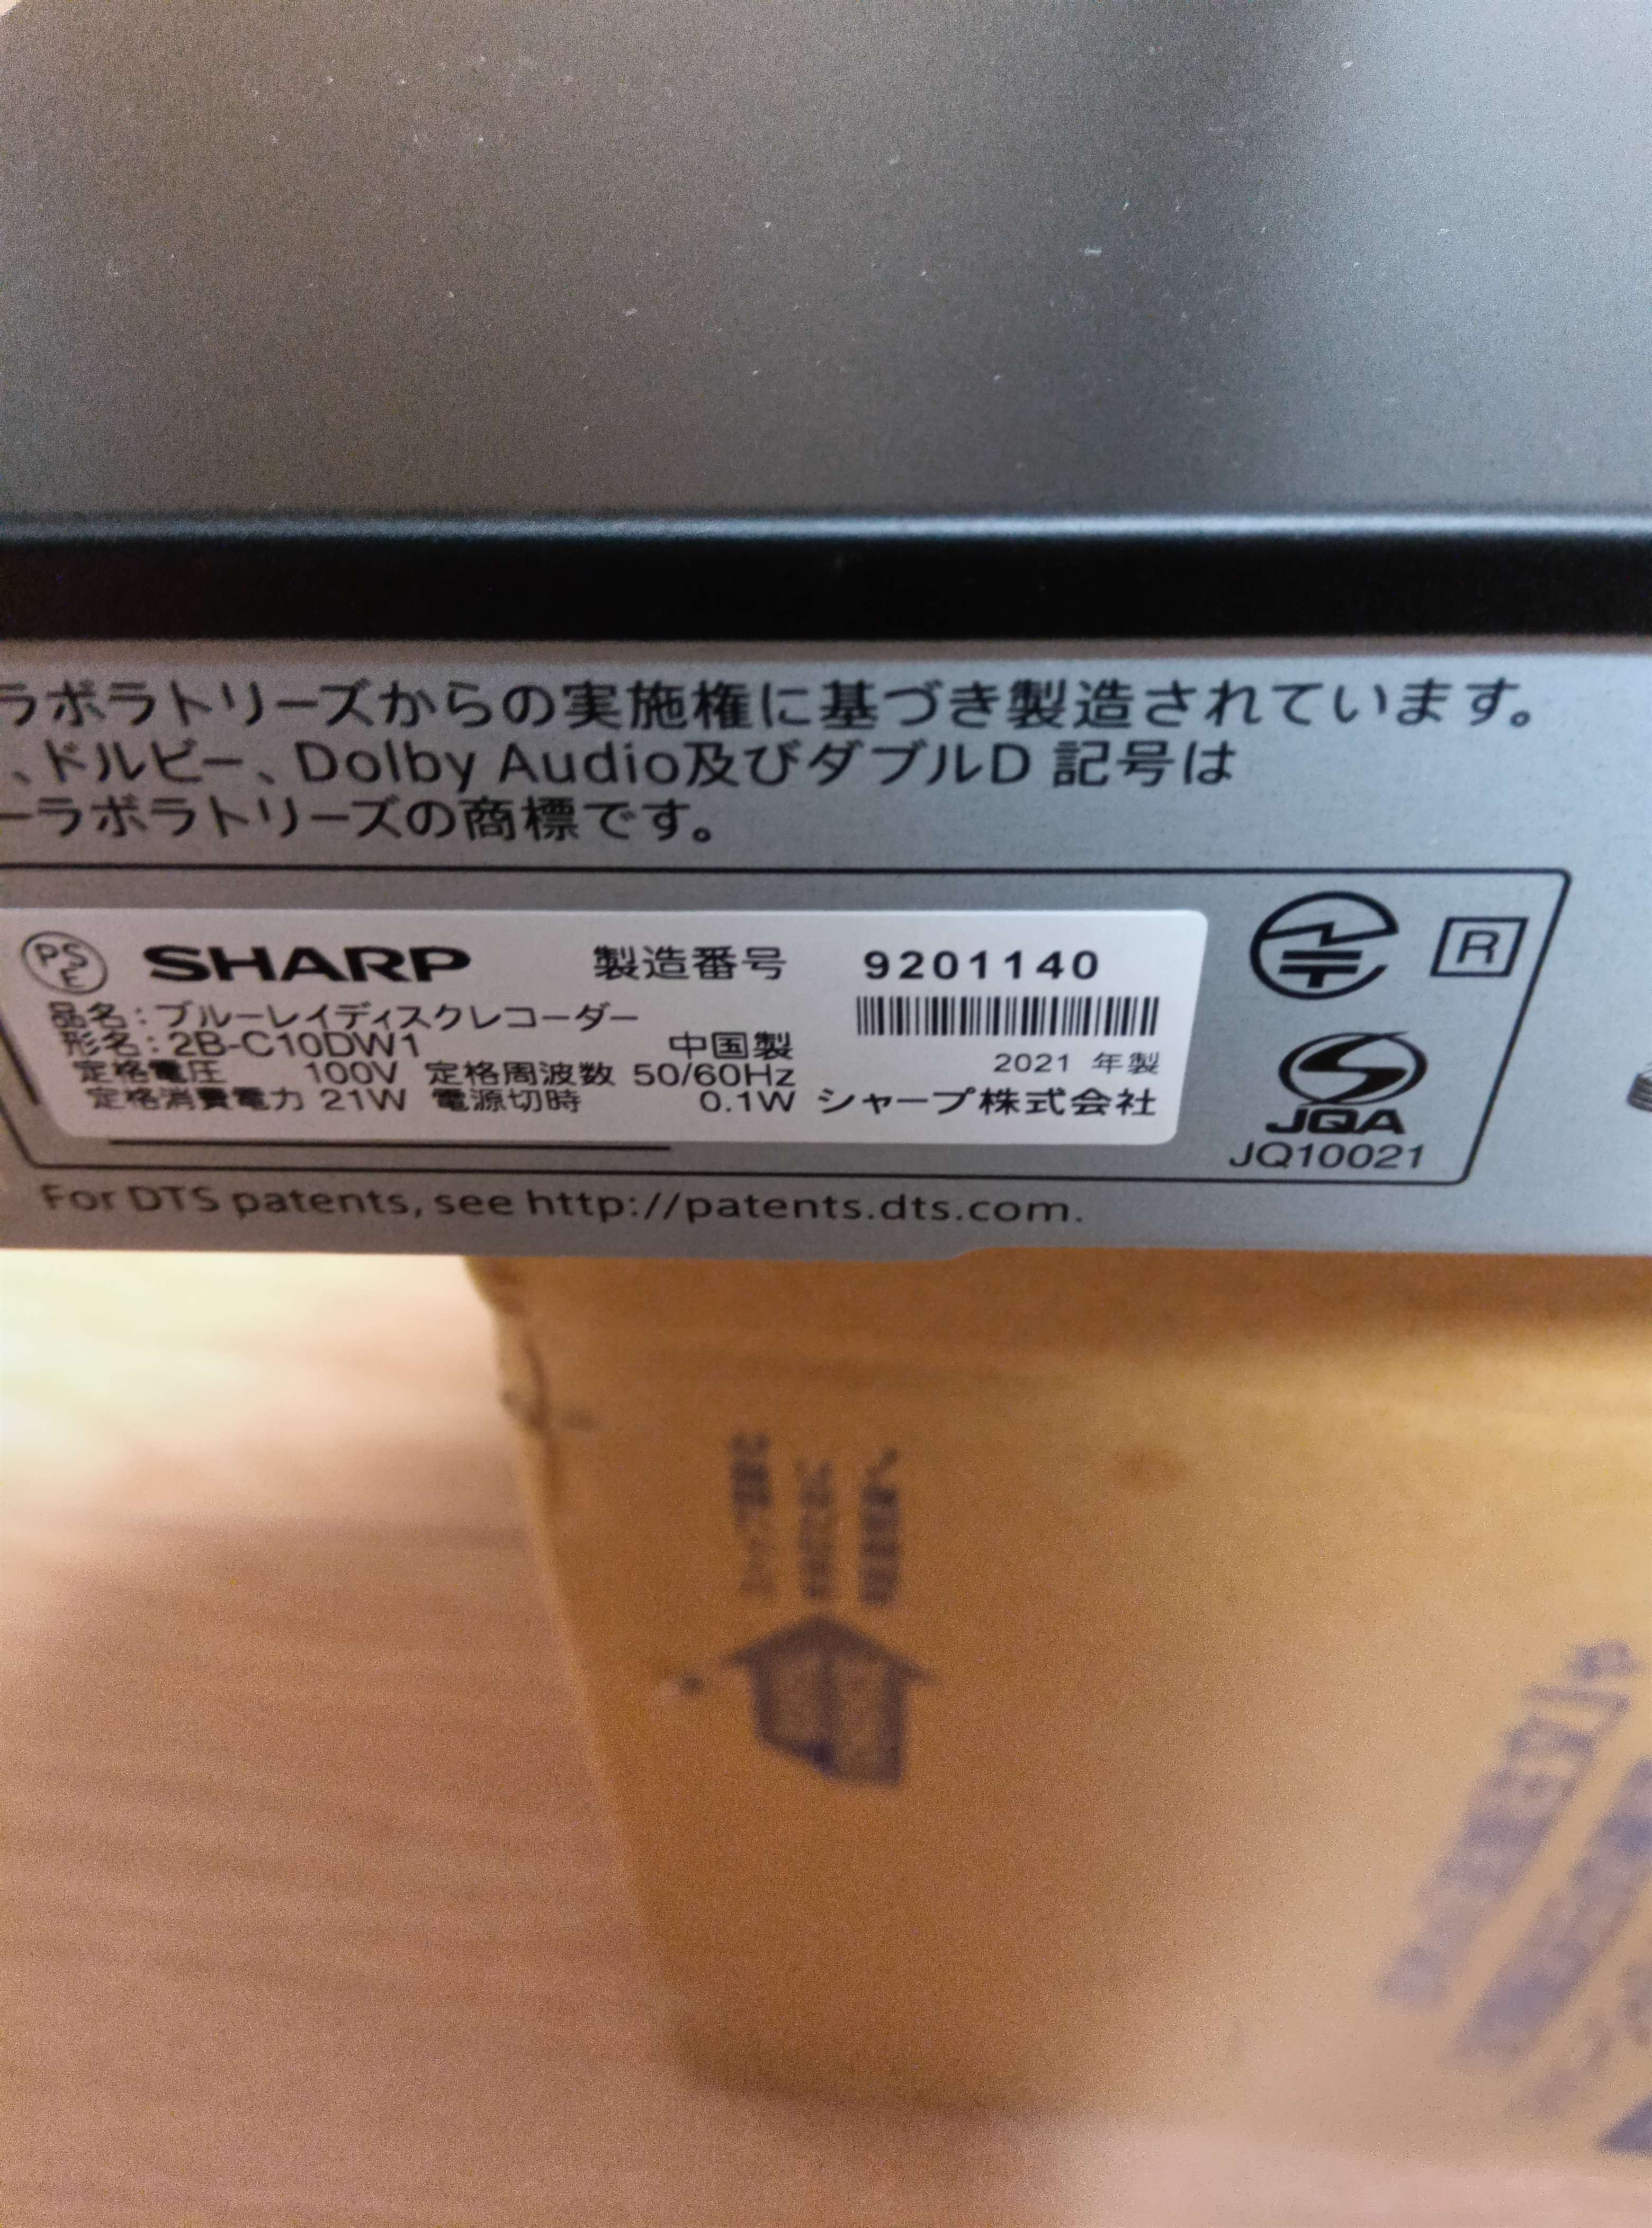 ラボラトリーズからの実施権に基づき製造されています。
、ドルビー、Dolby Audio及びダブルD 記号は
ーラボラトリーズの商標です。
PSE SHARP 製造番号 9201140 R
品名:ブルーレイディスクレコーダー
形名:2B-C10DW1 中国製
2021 年製
定格電圧 100V 定格周波数 50/60Hz
定格消費電力 21W 電源切時 0.1W シャープ株式会社
JQA
JQ10021
For DTS patents, see http://patents.dts.com.